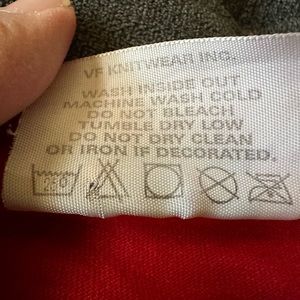 VF KNITWEAR INC.
WASH INSIDE OUT
MACHINE WASH COLD
DO NOT BLEACH
TUMBLE DRY LOW
DO NOT DRY CLEAN
OR IRON IF DECORATED.